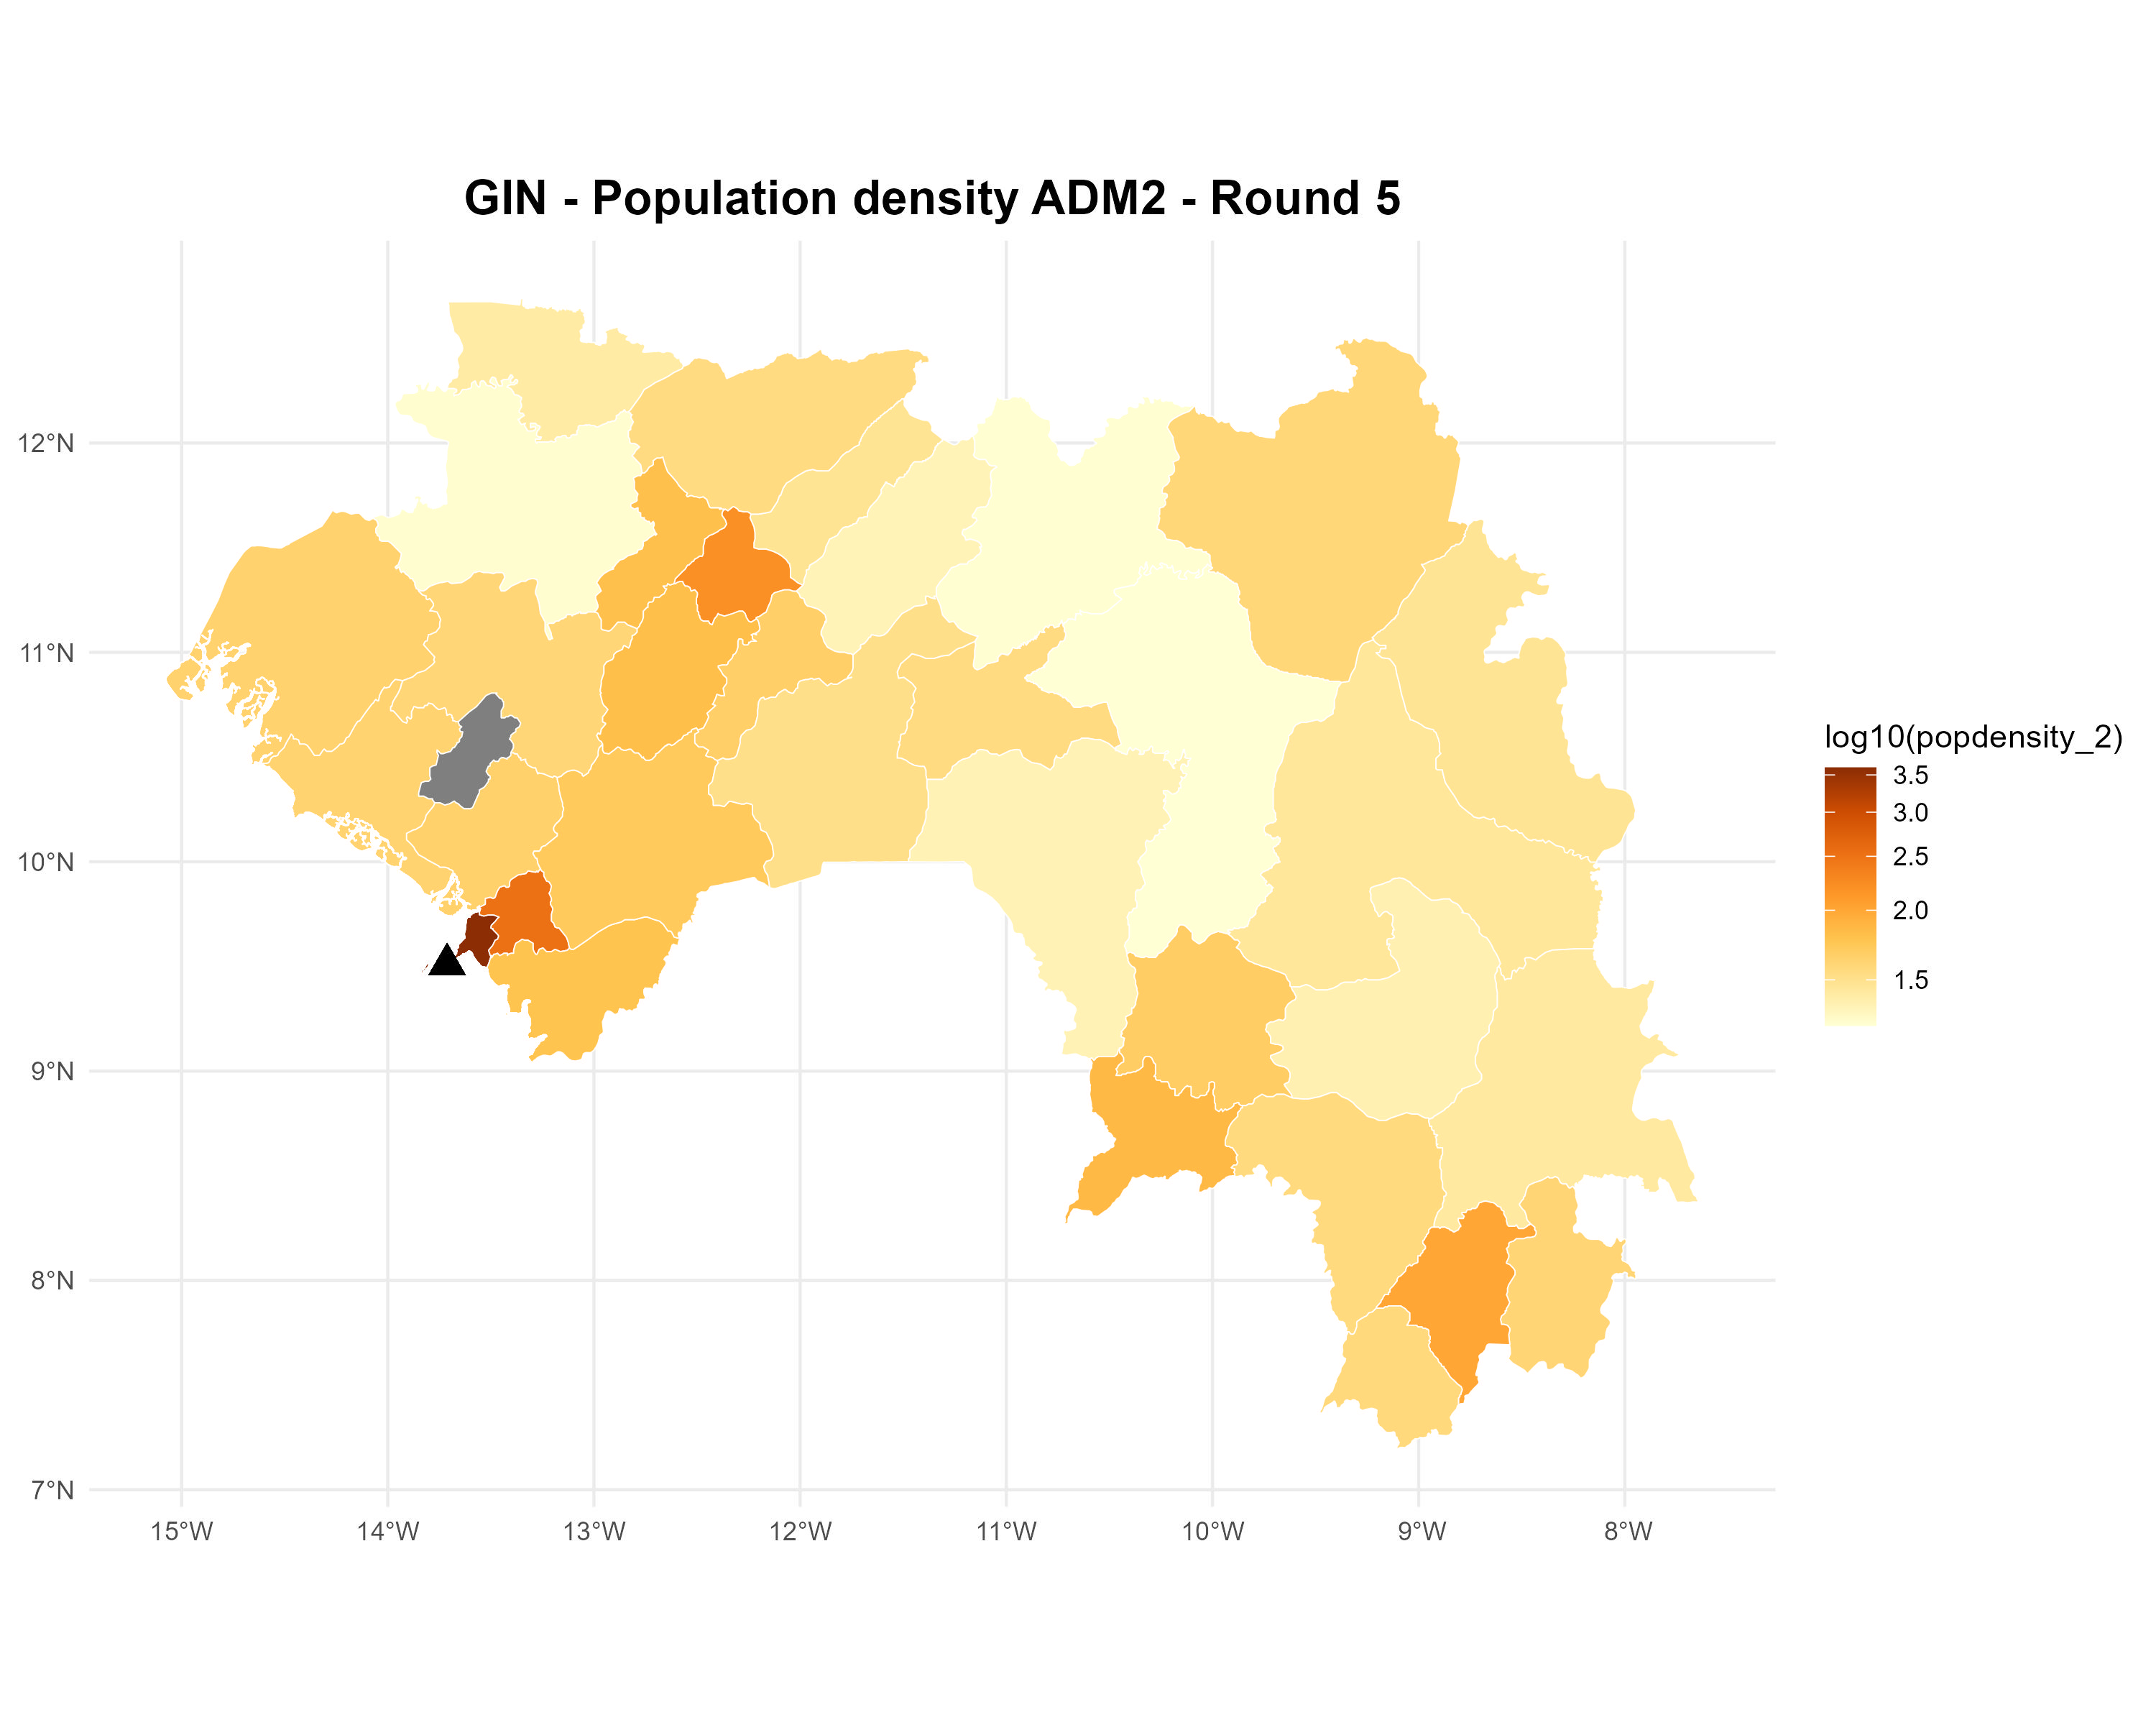 GIN - Population density ADM2 - Round 5
12°N
11°N
10°N
9°N
8°N
7°N
15°W 14°W 13°W 12°W 11°W 10°W 9°W 8°W
log10(popdensity_2)
3.5
3.0
2.5
2.0
1.5